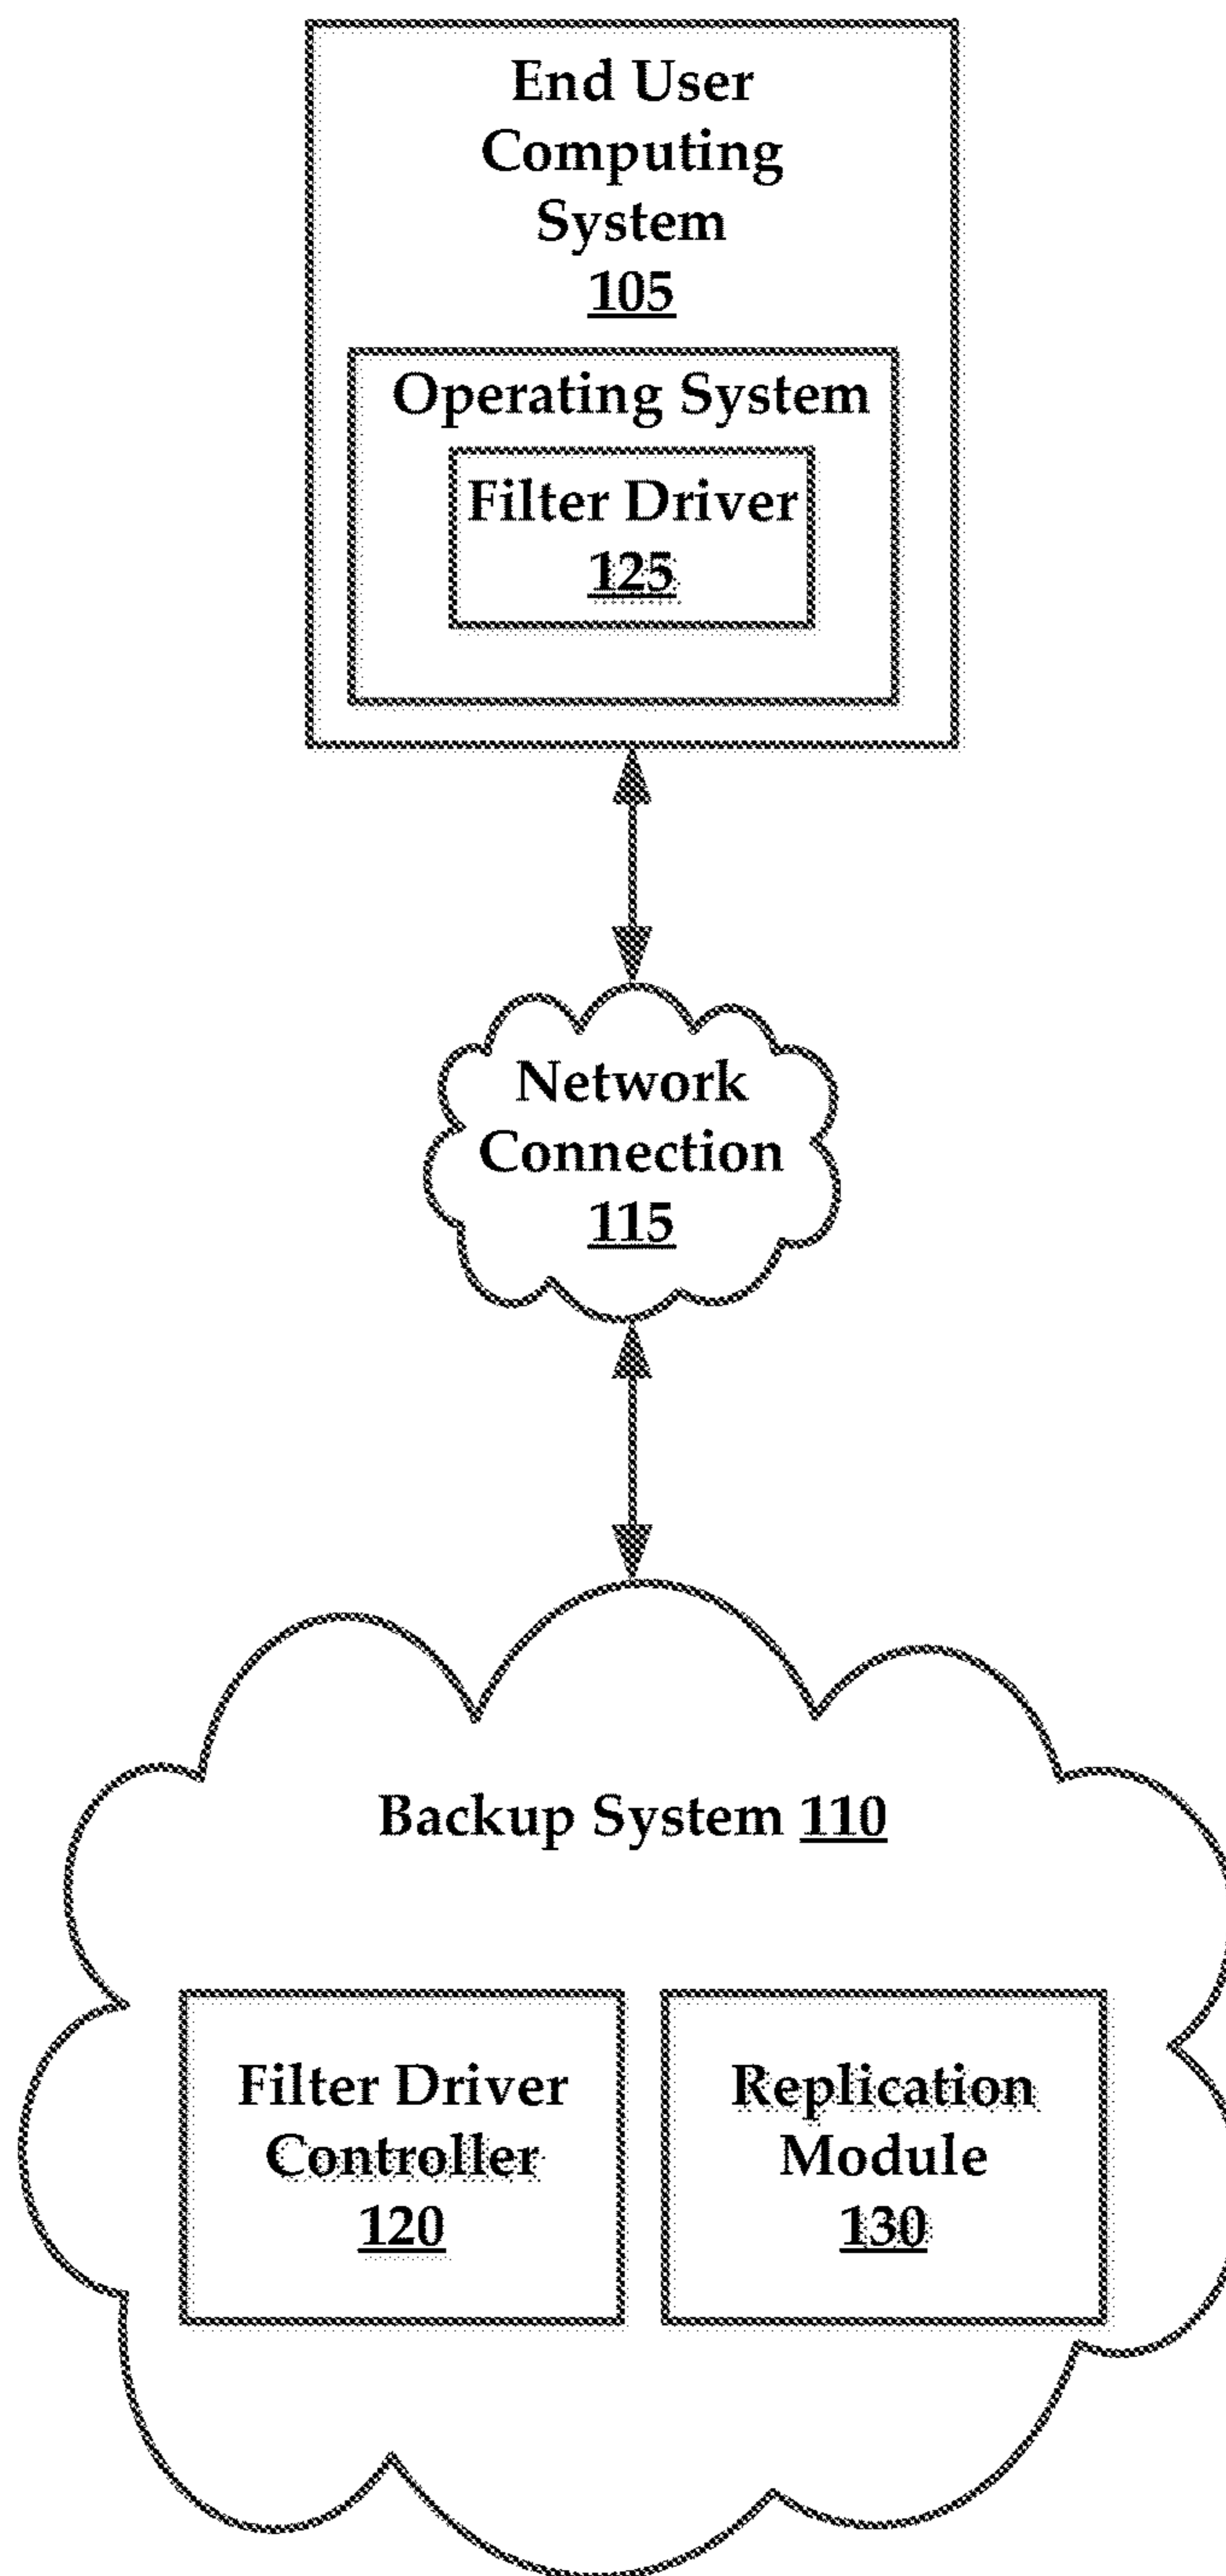 End User
Computing
System
105
Operating System
Filter Driver
125
Network
Connection
115
Backup System 110
Filter Driver
Controller
120
Replication
Module
130